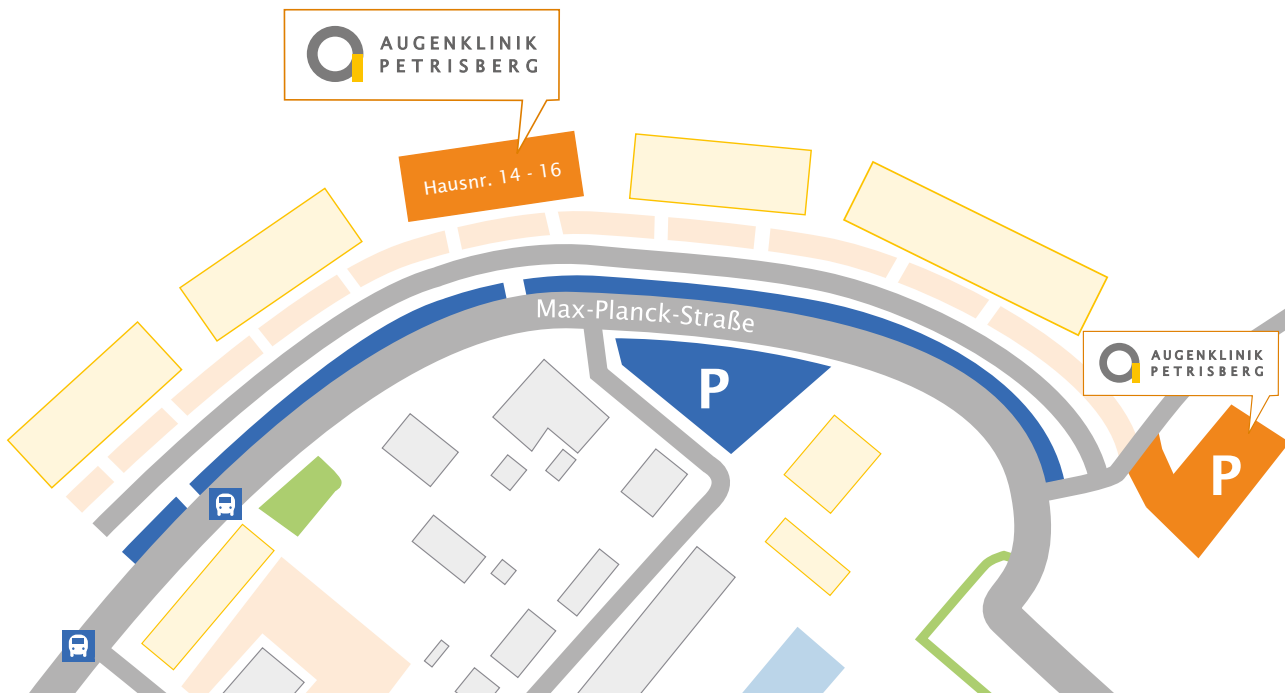 AUGENKLINIK
PETRISBERG
Hausnr. 14 - 16
Max-Planck-Straße
P
AUGENKLINIK
PETRISBERG
P